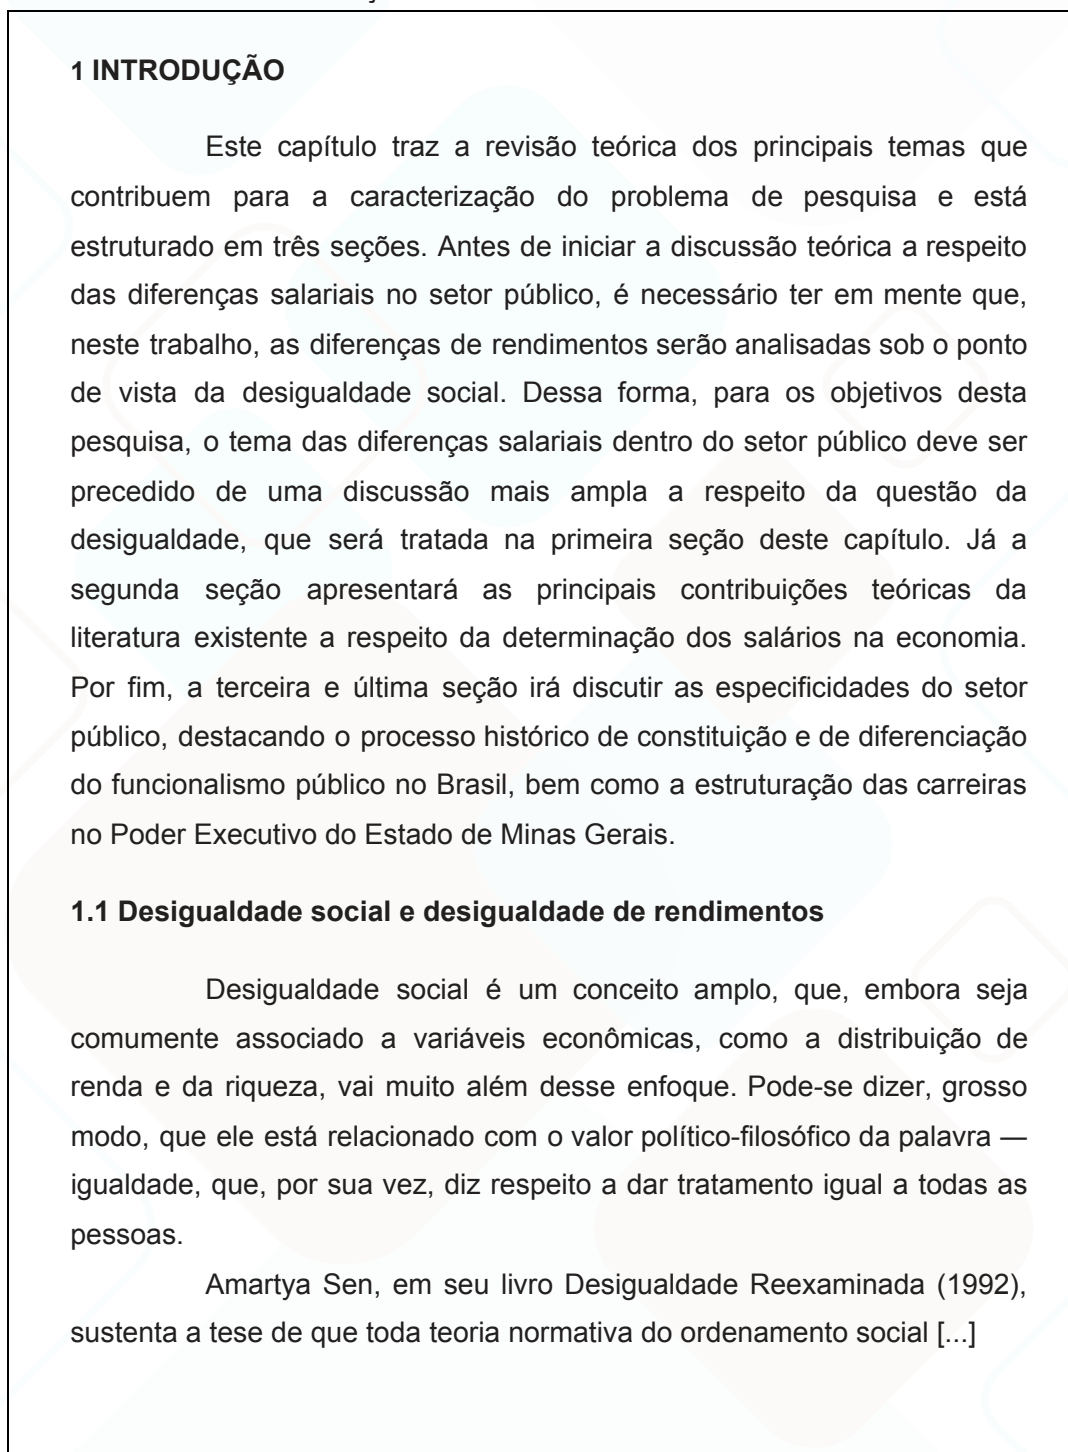 1 INTRODUÇÃO
Este capítulo traz a revisão teórica dos principais temas que
contribuem para a caracterização do problema de pesquisa e está
estruturado em três seções. Antes de iniciar a discussão teórica a respeito
das diferenças salariais no setor público, é necessário ter em mente que,
neste trabalho, as diferenças de rendimentos serão analisadas sob o ponto
de vista da desigualdade social. Dessa forma, para os objetivos desta
pesquisa, o tema das diferenças salariais dentro do setor público deve ser
precedido de uma discussão mais ampla a respeito da questão da
desigualdade, que será tratada na primeira seção deste capítulo. Já a
segunda seção apresentará as principais contribuições teóricas da
literatura existente a respeito da determinação dos salários na economia.
Por fim, a terceira e última seção irá discutir as especificidades do setor
público, destacando o processo histórico de constituição e de diferenciação
do funcionalismo público no Brasil, bem como a estruturação das carreiras
no Poder Executivo do Estado de Minas Gerais.
1.1 Desigualdade social e desigualdade de rendimentos
Desigualdade social é um conceito amplo, que, embora seja
comumente associado a variáveis econômicas, como a distribuição de
renda e da riqueza, vai muito além desse enfoque. Pode-se dizer, grosso
modo, que ele está relacionado com o valor político-filosófico da palavra —
igualdade, que, por sua vez, diz respeito a dar tratamento igual a todas as
pessoas.
Amartya Sen, em seu livro Desigualdade Reexaminada (1992),
sustenta a tese de que toda teoria normativa do ordenamento social [...]